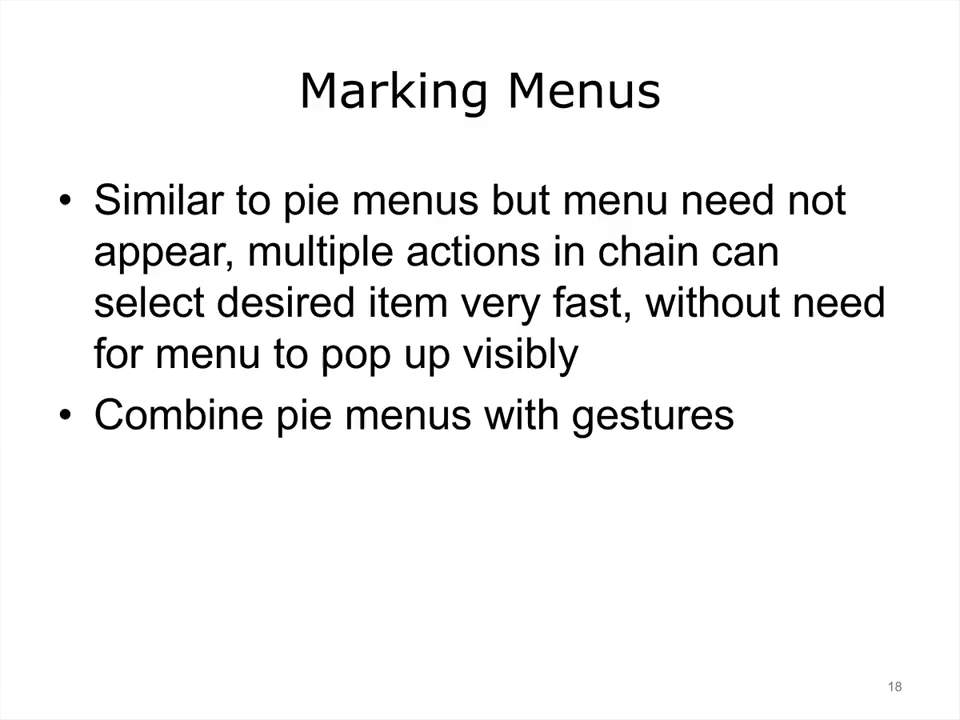 Marking Menus
• Similar to pie menus but menu need not
appear, multiple actions in chain can
select desired item very fast, without need
for menu to pop up visibly
• Combine pie menus with gestures
18